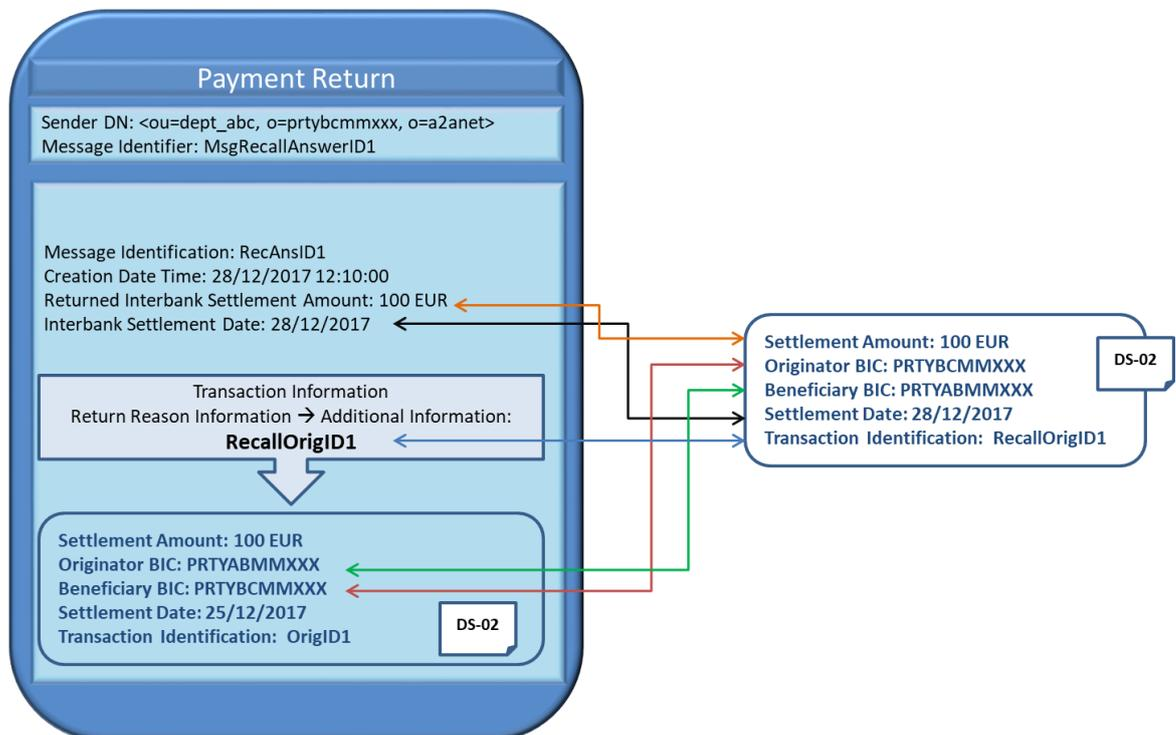 Payment Return
Sender DN: <ou=dept_abc, o=prtybcmmxxx, o=a2anet>
Message Identifier: MsgRecallAnswerID1
Message Identification: RecAnsID1
Creation Date Time: 28/12/2017 12:10:00
Returned Interbank Settlement Amount: 100 EUR
Interbank Settlement Date: 28/12/2017
Transaction Information
Return Reason Information → Additional Information:
RecallOrigID1
Settlement Amount: 100 EUR
Originator BIC: PRTYABMMXXX
Beneficiary BIC: PRTYBCMMXXX
Settlement Date: 25/12/2017
Transaction Identification: OrigID1
DS-02
Settlement Amount: 100 EUR
Originator BIC: PRTYBCMMXXX
Beneficiary BIC: PRTYABMMXXX
Settlement Date: 28/12/2017
Transaction Identification: RecallOrigID1
DS-02